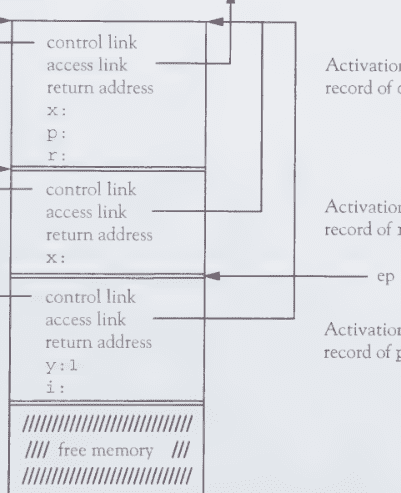 control link
access link
return address
x:
p:
r:
Activation
record of
control link
access link
return address
x:
Activation
record of
ep
control link
access link
return address
y:1
i:
Activation
record of p
free memory